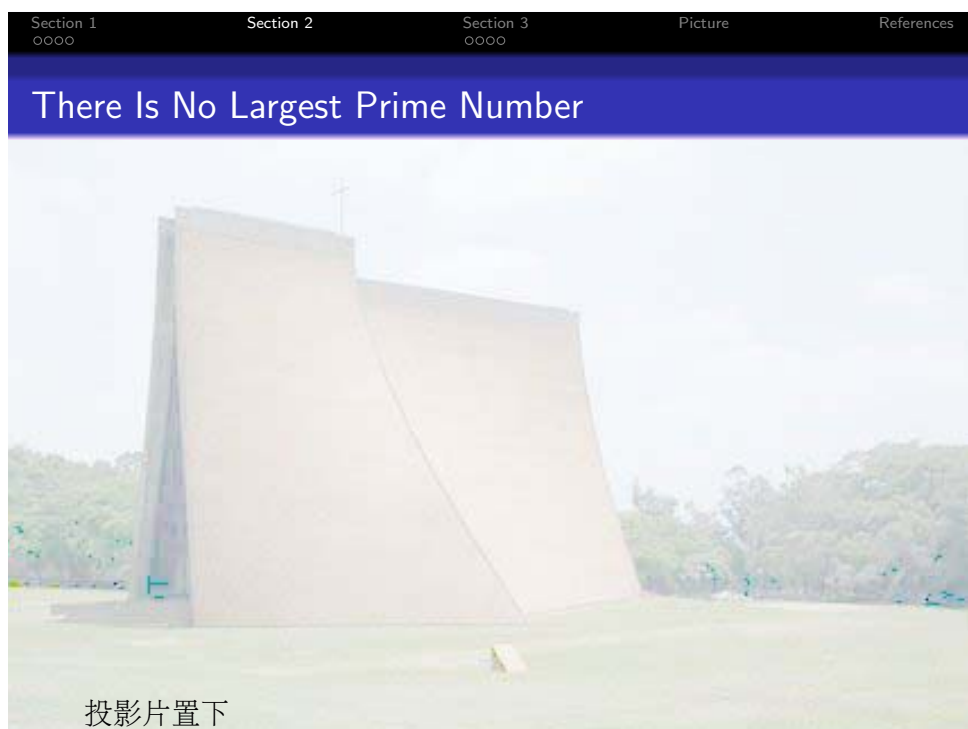 Section 1 Section 2 Section 3 Picture References
There Is No Largest Prime Number
投影片置下